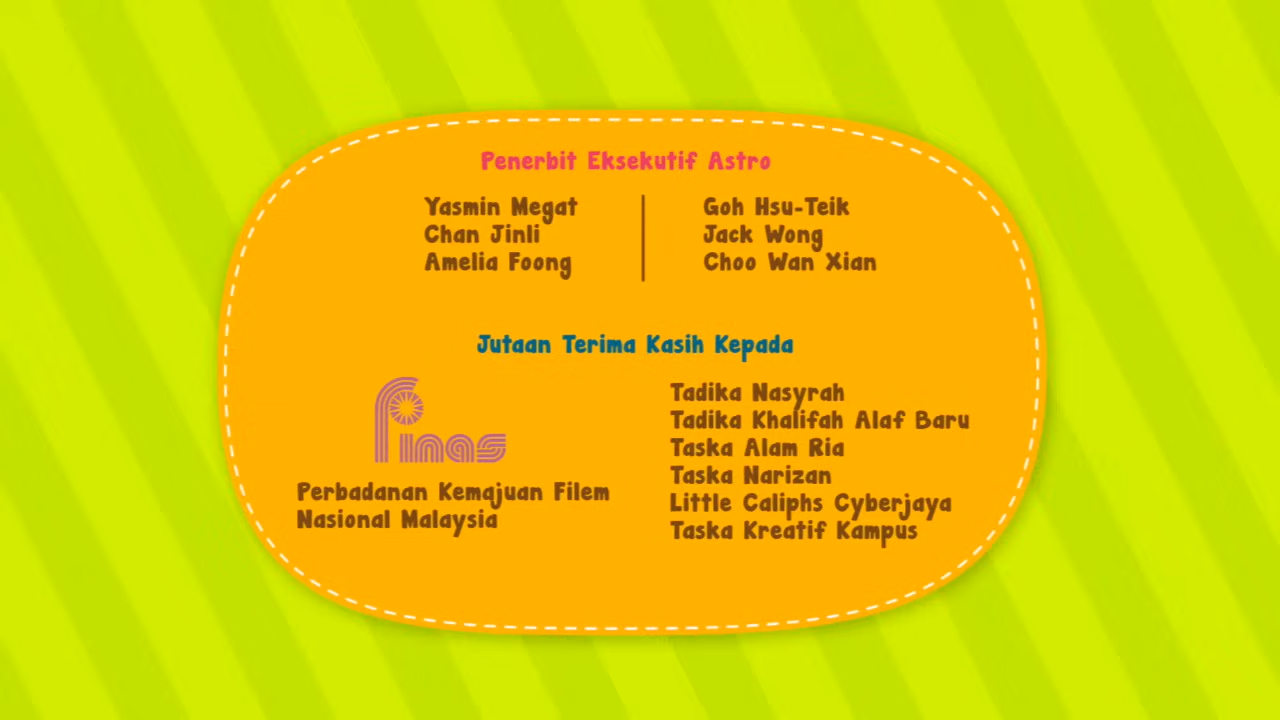 Penerbit Eksekutif Astro
Yasmin Megat
Chan Jinli
Amelia Foong
Goh Hsu-Teik
Jack Wong
Choo Wan Xian
Jutaan Terima Kasih Kepada
Finas
Perbadanan Kemajuan Filem
Nasional Malaysia
Tadika Nasyrah
Tadika Khalifah Alaf Baru
Taska Alam Ria
Taska Narizan
Little Caliphs Cyberjaya
Taska Kreatif Kampus